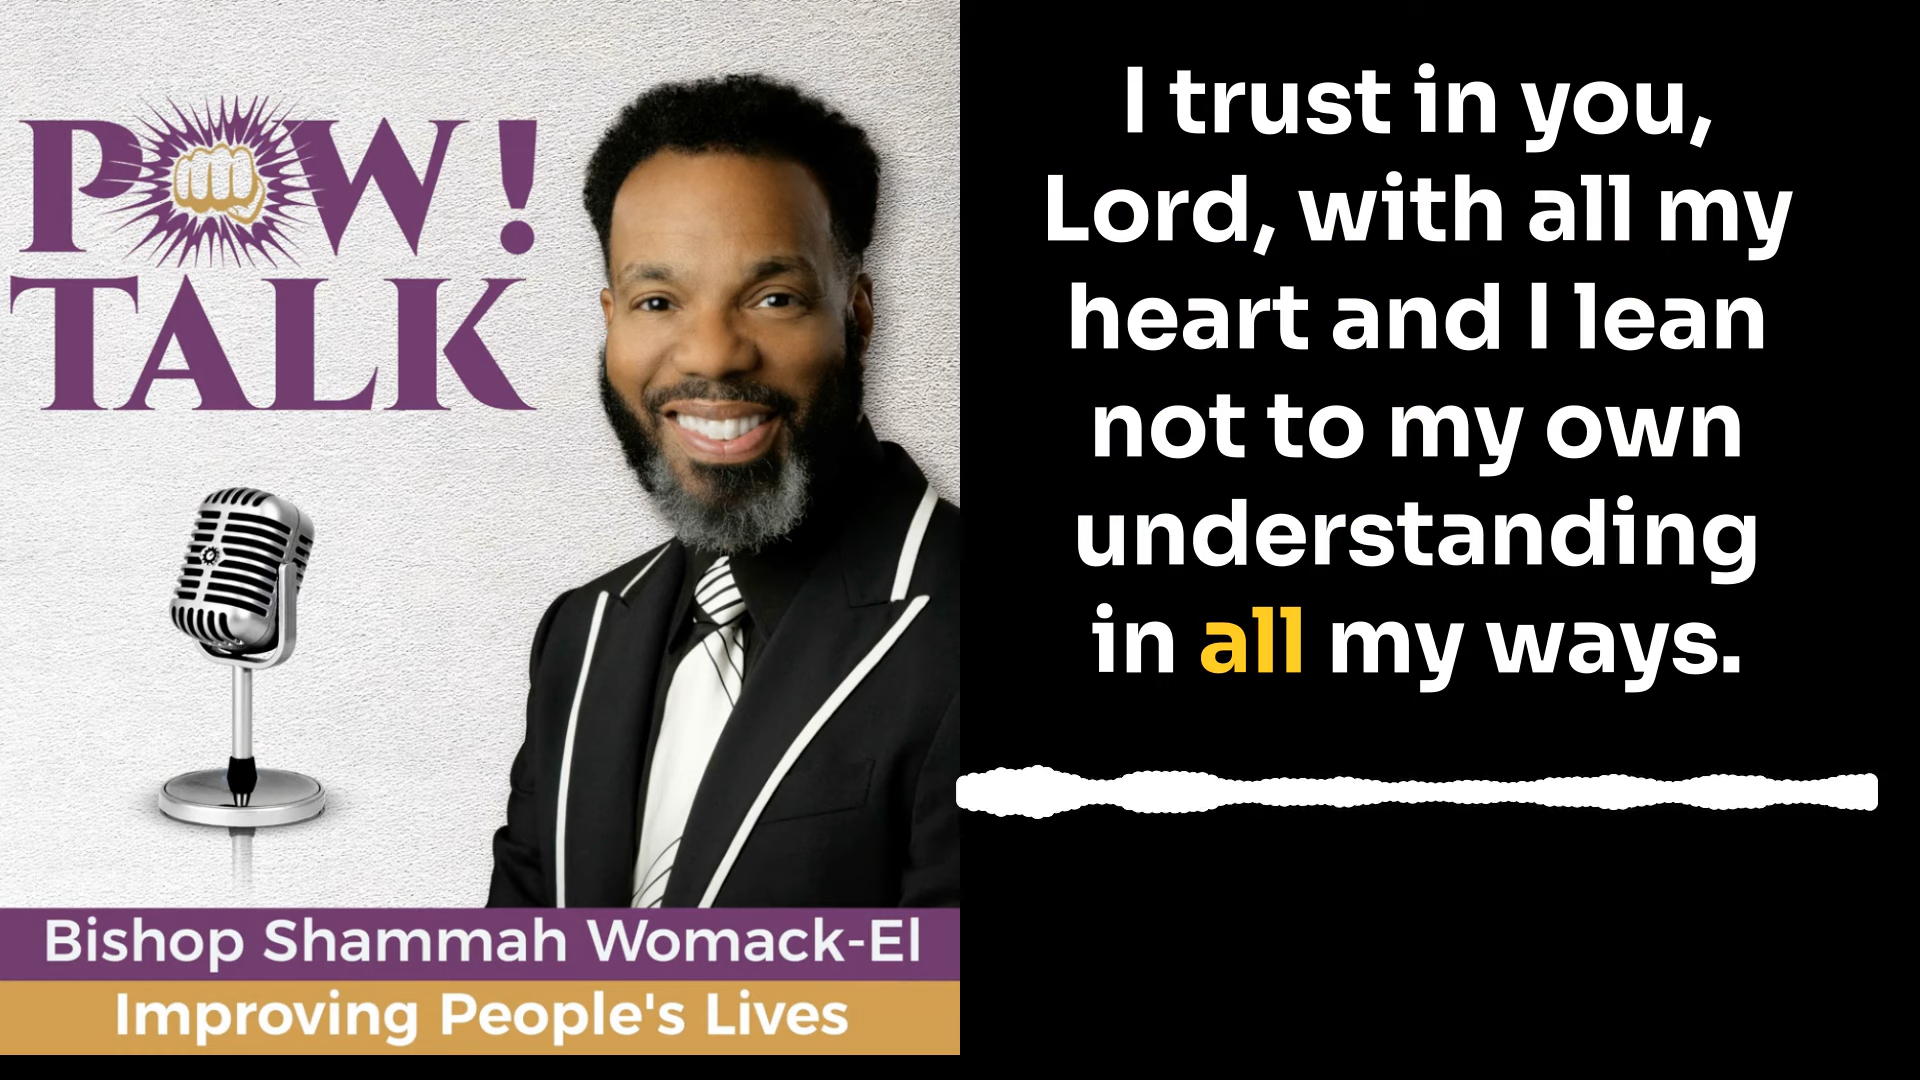 POW!
TALK
Bishop Shammah Womack-El
Improving People's Lives
I trust in you,
Lord, with all my
heart and I lean
not to my own
understanding
in all my ways.